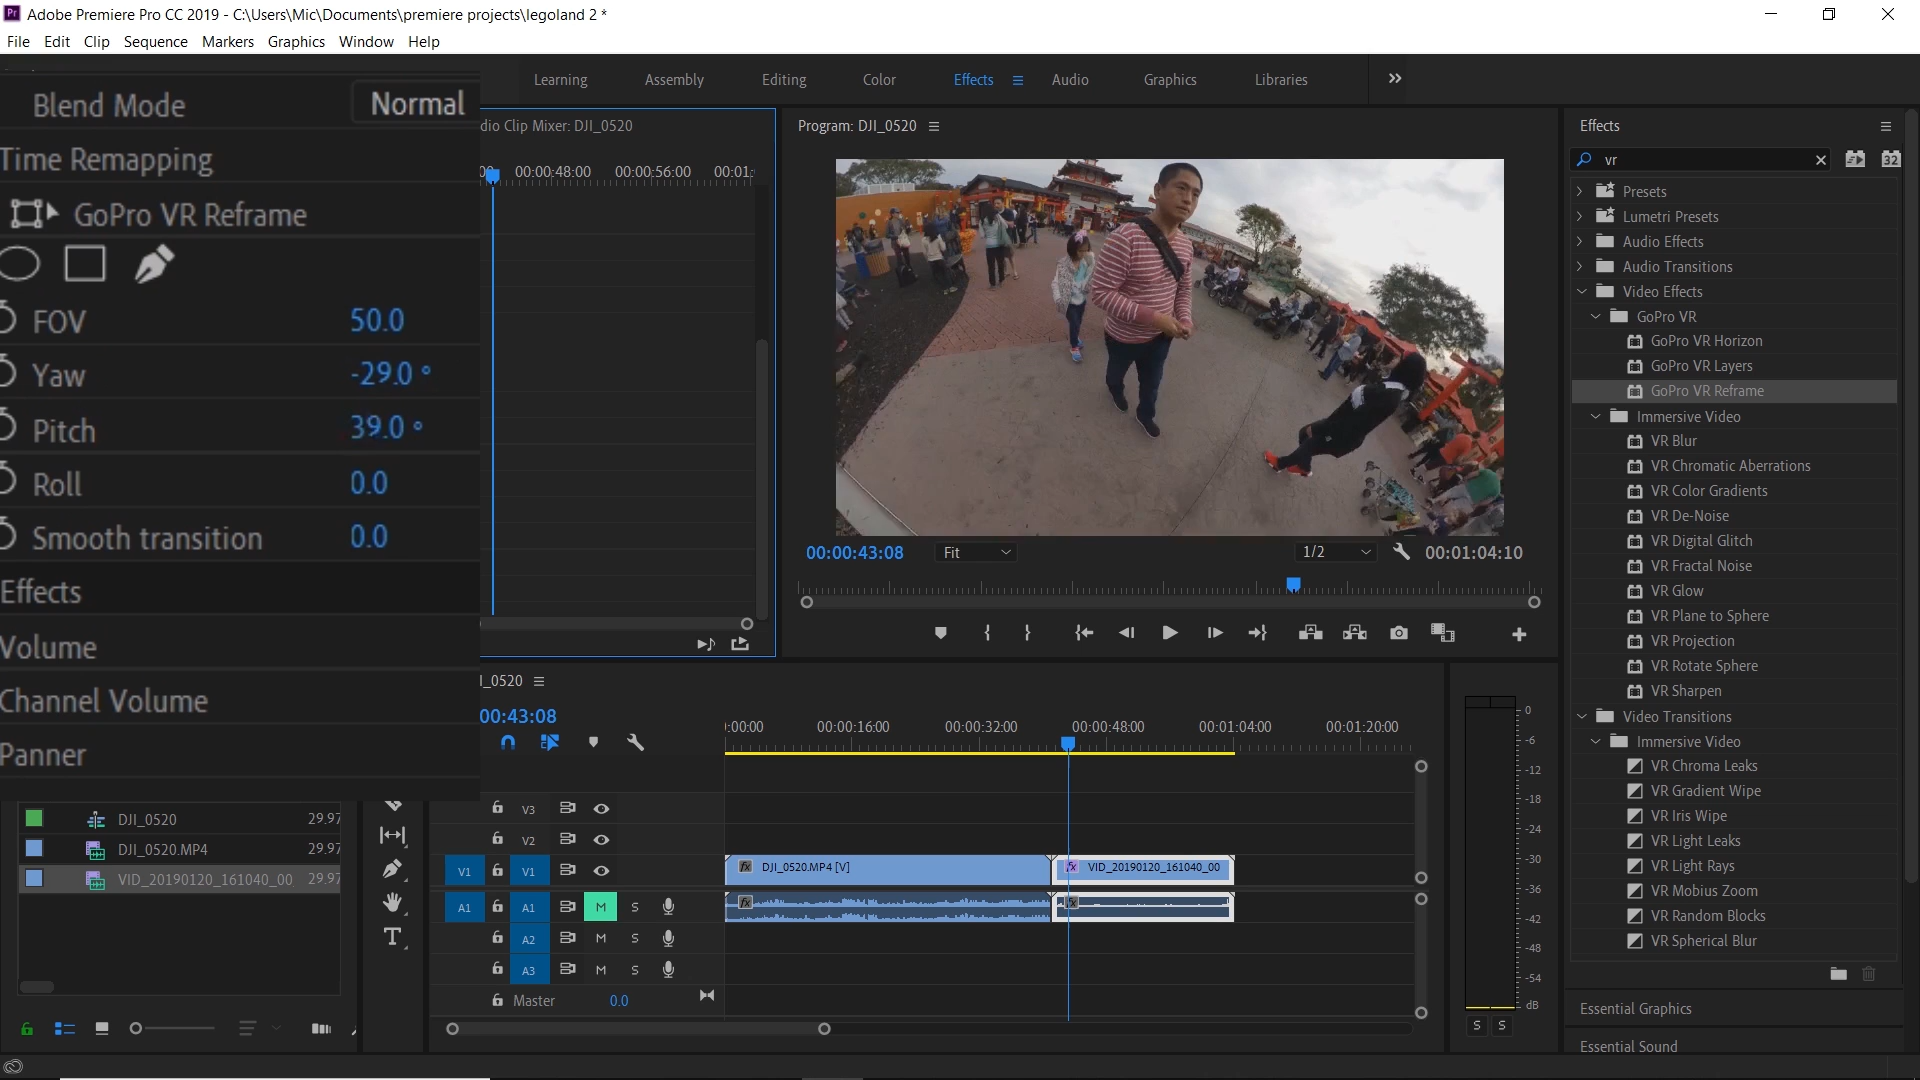 Adobe Premiere Pro CC 2019 - C:\Users\Mic\Documents\premiere projects\legoland 2 *
File Edit Clip Sequence Markers Graphics Window Help
Learning Assembly Editing Color Effects Audio Graphics Libraries
Blend Mode Normal
Time Remapping
GoPro VR Reframe
FOV 50.0
Yaw -29.0 °
Pitch 39.0 °
Roll 0.0
Smooth transition 0.0
Effects
Volume
Channel Volume
Panner
dio Clip Mixer: DJI_0520
00:00:48:00 00:00:56:00 00:01:
Program: DJI_0520
00:00:43:08 Fit 1/2 00:01:04:10
Effects
vr
32
Presets
Lumetri Presets
Audio Effects
Audio Transitions
Video Effects
GoPro VR
GoPro VR Horizon
GoPro VR Layers
GoPro VR Reframe
Immersive Video
VR Blur
VR Chromatic Aberrations
VR Color Gradients
VR De-Noise
VR Digital Glitch
VR Fractal Noise
VR Glow
VR Plane to Sphere
VR Projection
VR Rotate Sphere
VR Sharpen
Video Transitions
Immersive Video
VR Chroma Leaks
VR Gradient Wipe
VR Iris Wipe
VR Light Leaks
VR Light Rays
VR Mobius Zoom
VR Random Blocks
VR Spherical Blur
Essential Graphics
Essential Sound
DJI_0520 29.97
DJI_0520.MP4 29.97
VID_20190120_161040_00 29.97
I_0520
00:43:08
:00:00 00:00:16:00 00:00:32:00 00:00:48:00 00:01:04:00 00:01:20:00
V3
V2
V1 V1 fx DJI_0520.MP4 [V] fx VID_20190120_161040_00
A1 A1 M S fx fx
A2 M S
A3 M S
Master 0.0
0
-6
-12
-18
-24
-30
-36
-42
-48
-54
dB
S S